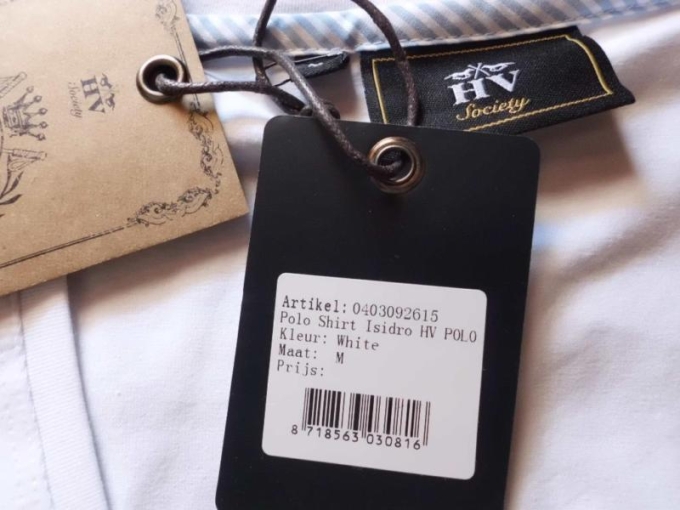 HV
Society
HV
Society
Artikel: 0403092615
Polo Shirt Isidro HV POLO
Kleur: White
Maat: M
Prijs:
8 718563 030816